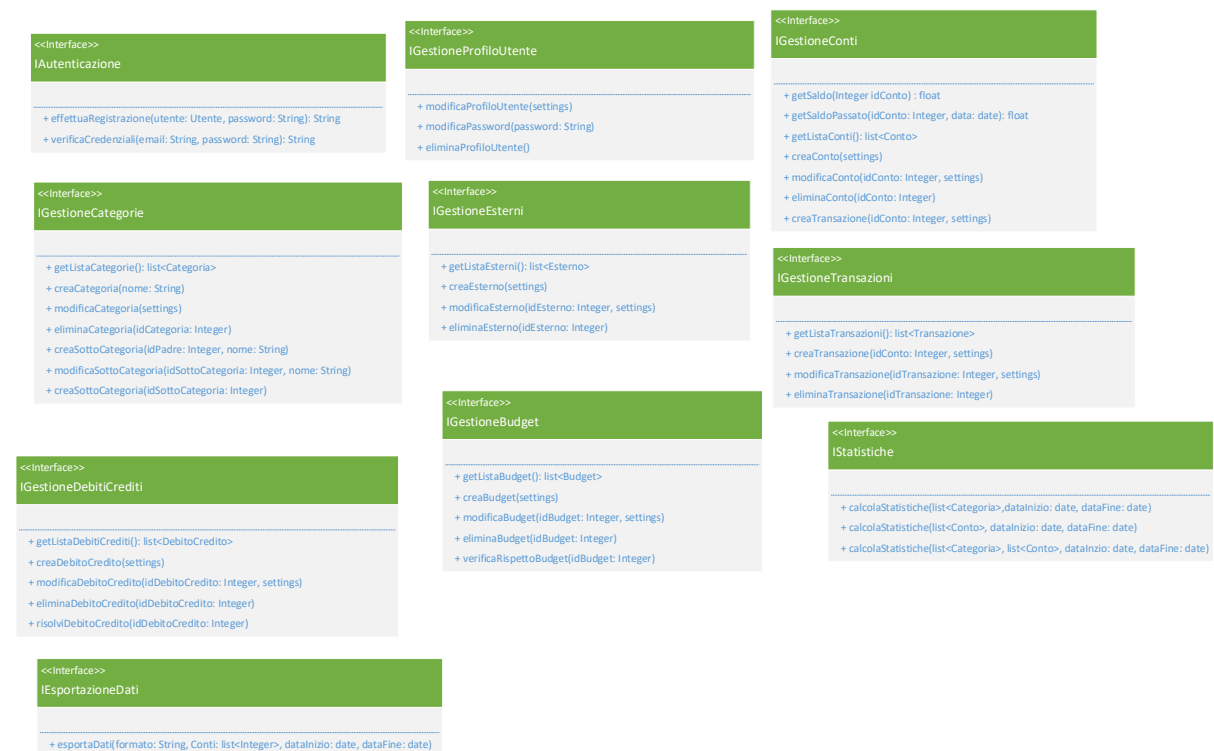 <<Interface>>
IAutenticazione
+ effettuaRegistrazione(utente: Utente, password: String): String
+ verificaCredenziali(email: String, password: String): String
<<Interface>>
IGestioneProfiloUtente
+ modificaProfiloUtente(settings)
+ modificaPassword(password: String)
+ eliminaProfiloUtente()
<<Interface>>
IGestioneConti
+ getSaldo(Integer idConto) : float
+ getSaldoPassato(idConto: Integer, data: date): float
+ getListaConti(): list<Conto>
+ creaConto(settings)
+ modificaConto(idConto: Integer, settings)
+ eliminaConto(idConto: Integer)
+ creaTransazione(idConto: Integer, settings)
<<Interface>>
IGestioneCategorie
+ getListaCategorie(): list<Categoria>
+ creaCategoria(nome: String)
+ modificaCategoria(settings)
+ eliminaCategoria(idCategoria: Integer)
+ creaSottoCategoria(idPadre: Integer, nome: String)
+ modificaSottoCategoria(idSottoCategoria: Integer, nome: String)
+ creaSottoCategoria(idSottoCategoria: Integer)
<<Interface>>
IGestioneEsterni
+ getListaEsterni(): list<Esterno>
+ creaEsterno(settings)
+ modificaEsterno(idEsterno: Integer, settings)
+ eliminaEsterno(idEsterno: Integer)
<<Interface>>
IGestioneTransazioni
+ getListaTransazioni(): list<Transazione>
+ creaTransazione(idConto: Integer, settings)
+ modificaTransazione(idTransazione: Integer, settings)
+ eliminaTransazione(idTransazione: Integer)
<<Interface>>
IGestioneBudget
+ getListaBudget(): list<Budget>
+ creaBudget(settings)
+ modificaBudget(idBudget: Integer, settings)
+ eliminaBudget(idBudget: Integer)
+ verificaRispettoBudget(idBudget: Integer)
<<Interface>>
IStatistiche
+ calcolaStatistiche(list<Categoria>,dataInizio: date, dataFine: date)
+ calcolaStatistiche(list<Conto>, dataInizio: date, dataFine: date)
+ calcolaStatistiche(list<Categoria>, list<Conto>, dataInzio: date, dataFine: date)
<<Interface>>
IGestioneDebitiCrediti
+ getListaDebitiCrediti(): list<DebitoCredito>
+ creaDebitoCredito(settings)
+ modificaDebitoCredito(idDebitoCredito: Integer, settings)
+ eliminaDebitoCredito(idDebitoCredito: Integer)
+ risolviDebitoCredito(idDebitoCredito: Integer)
<<Interface>>
IEsportazioneDati
+ esportaDati(formato: String, Conti: list<Integer>, dataInizio: date, dataFine: date)